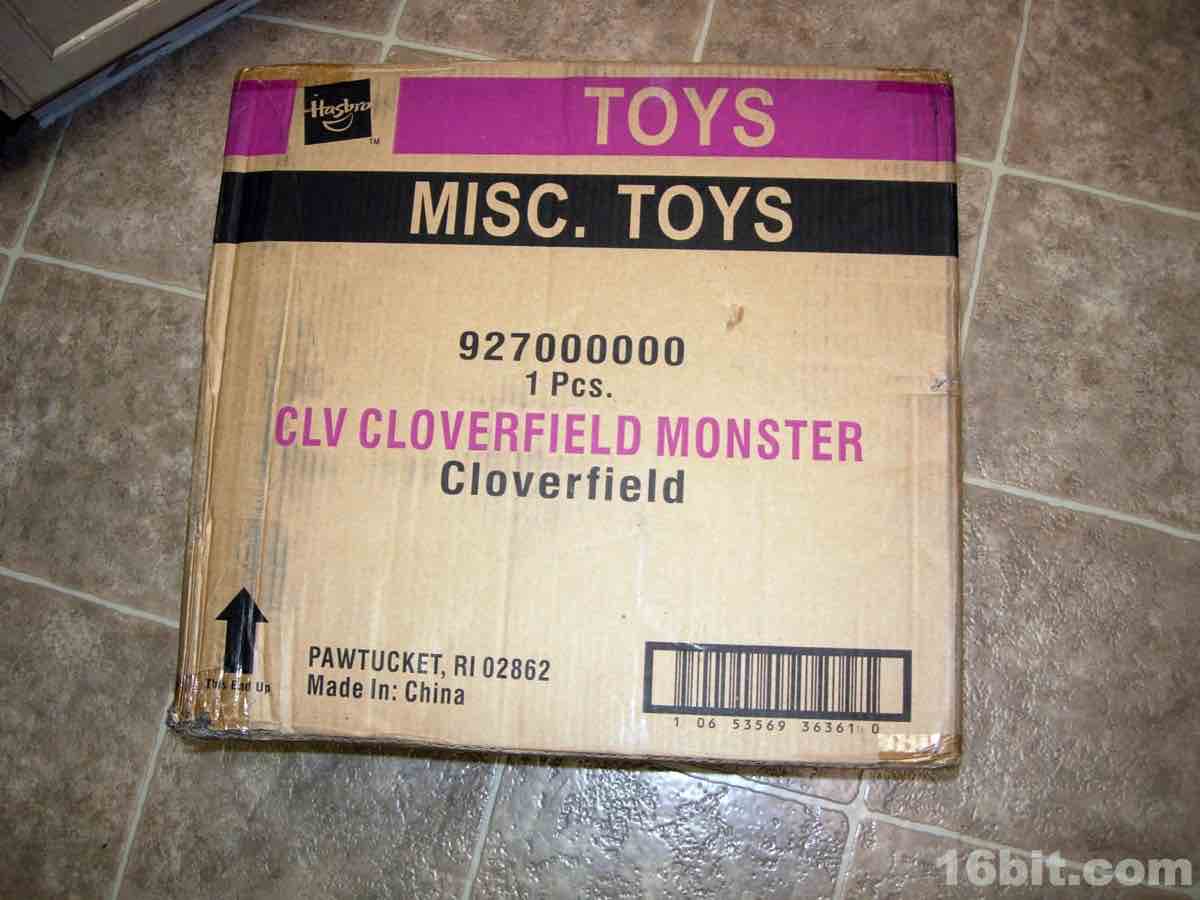 Hasbro
TM
TOYS
MISC. TOYS
927000000
1 Pcs.
CLV CLOVERFIELD MONSTER
Cloverfield
This End Up
PAWTUCKET, RI 02862
Made In: China
1 06 53569 36361 0
16bit.com